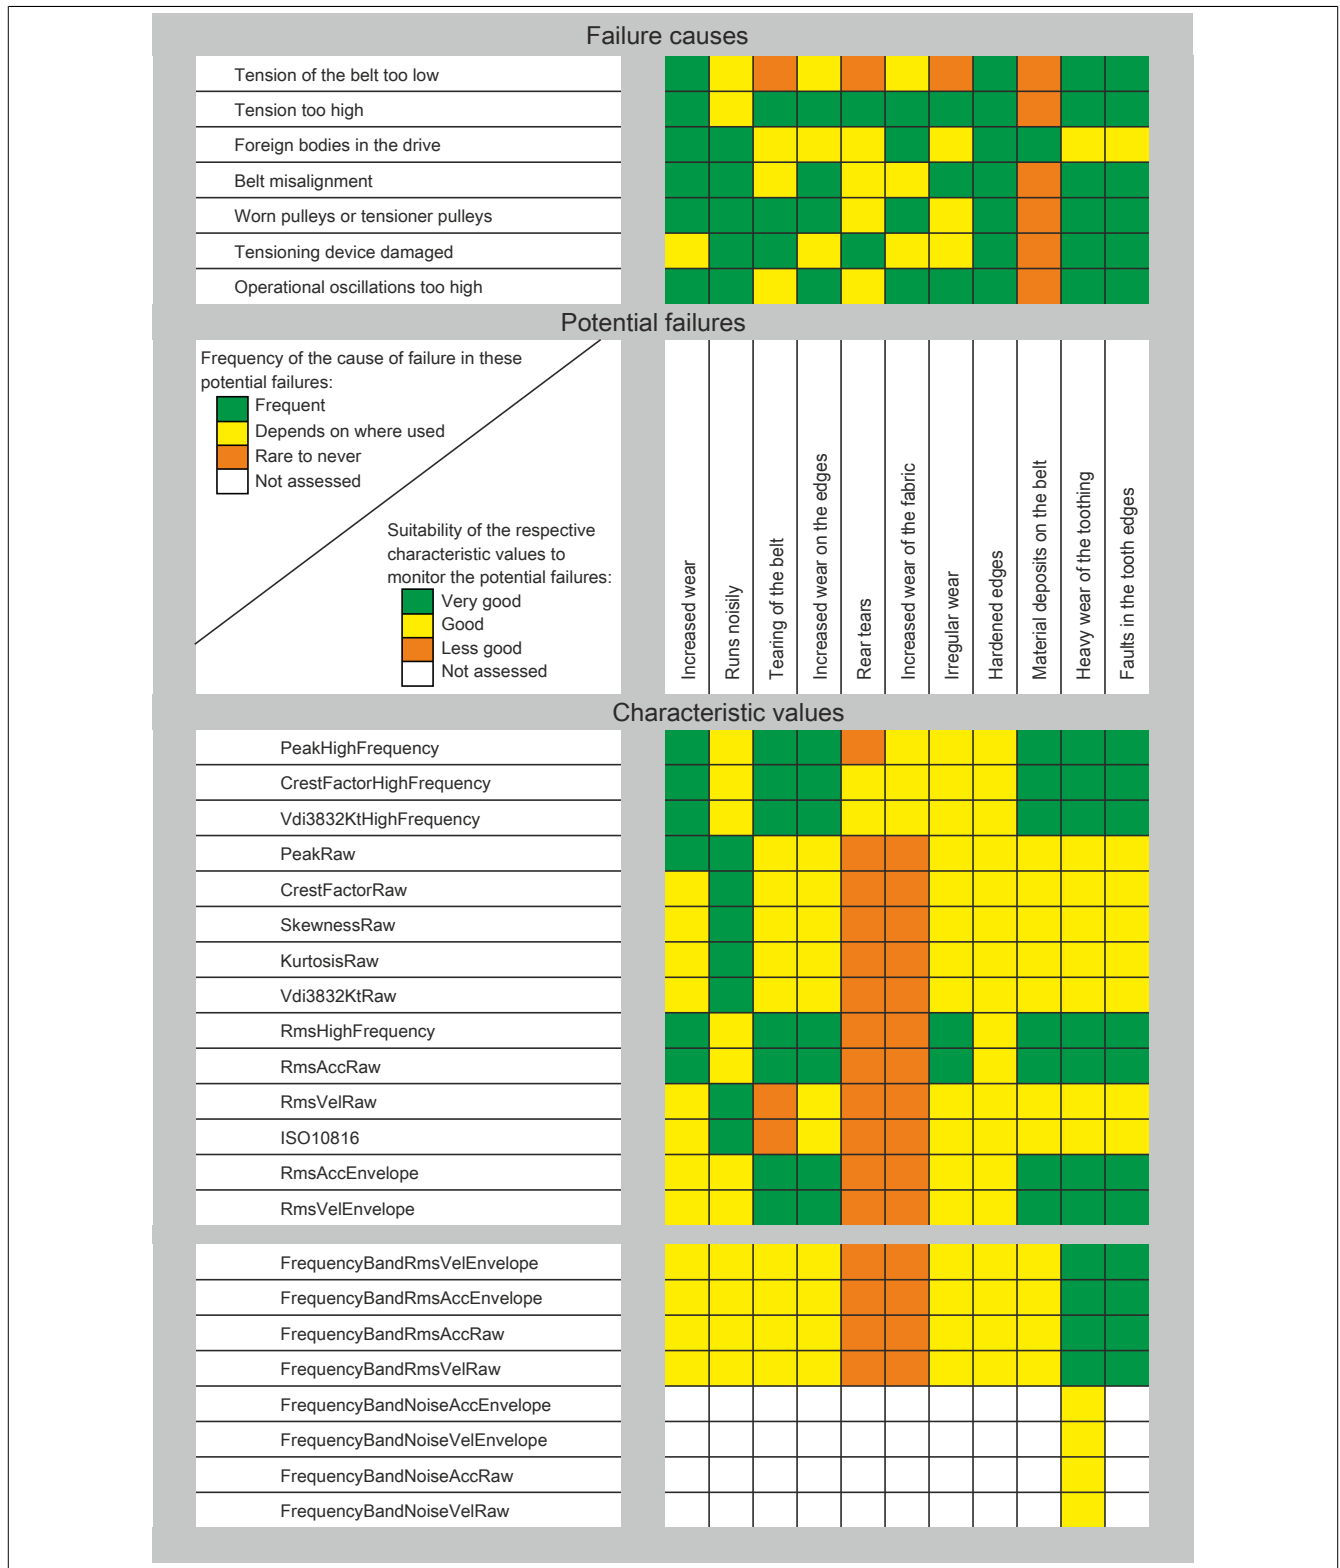 Failure causes
Tension of the belt too low
Tension too high
Foreign bodies in the drive
Belt misalignment
Worn pulleys or tensioner pulleys
Tensioning device damaged
Operational oscillations too high
Potential failures
Frequency of the cause of failure in these
potential failures:
Frequent
Depends on where used
Rare to never
Not assessed
Suitability of the respective
characteristic values to
monitor the potential failures:
Very good
Good
Less good
Not assessed
Increased wear
Runs noisily
Tearing of the belt
Increased wear on the edges
Rear tears
Increased wear of the fabric
Irregular wear
Hardened edges
Material deposits on the belt
Heavy wear of the toothing
Faults in the tooth edges
Characteristic values
PeakHighFrequency
CrestFactorHighFrequency
Vdi3832KtHighFrequency
PeakRaw
CrestFactorRaw
SkewnessRaw
KurtosisRaw
Vdi3832KtRaw
RmsHighFrequency
RmsAccRaw
RmsVelRaw
ISO10816
RmsAccEnvelope
RmsVelEnvelope
FrequencyBandRmsVelEnvelope
FrequencyBandRmsAccEnvelope
FrequencyBandRmsAccRaw
FrequencyBandRmsVelRaw
FrequencyBandNoiseAccEnvelope
FrequencyBandNoiseVelEnvelope
FrequencyBandNoiseAccRaw
FrequencyBandNoiseVelRaw